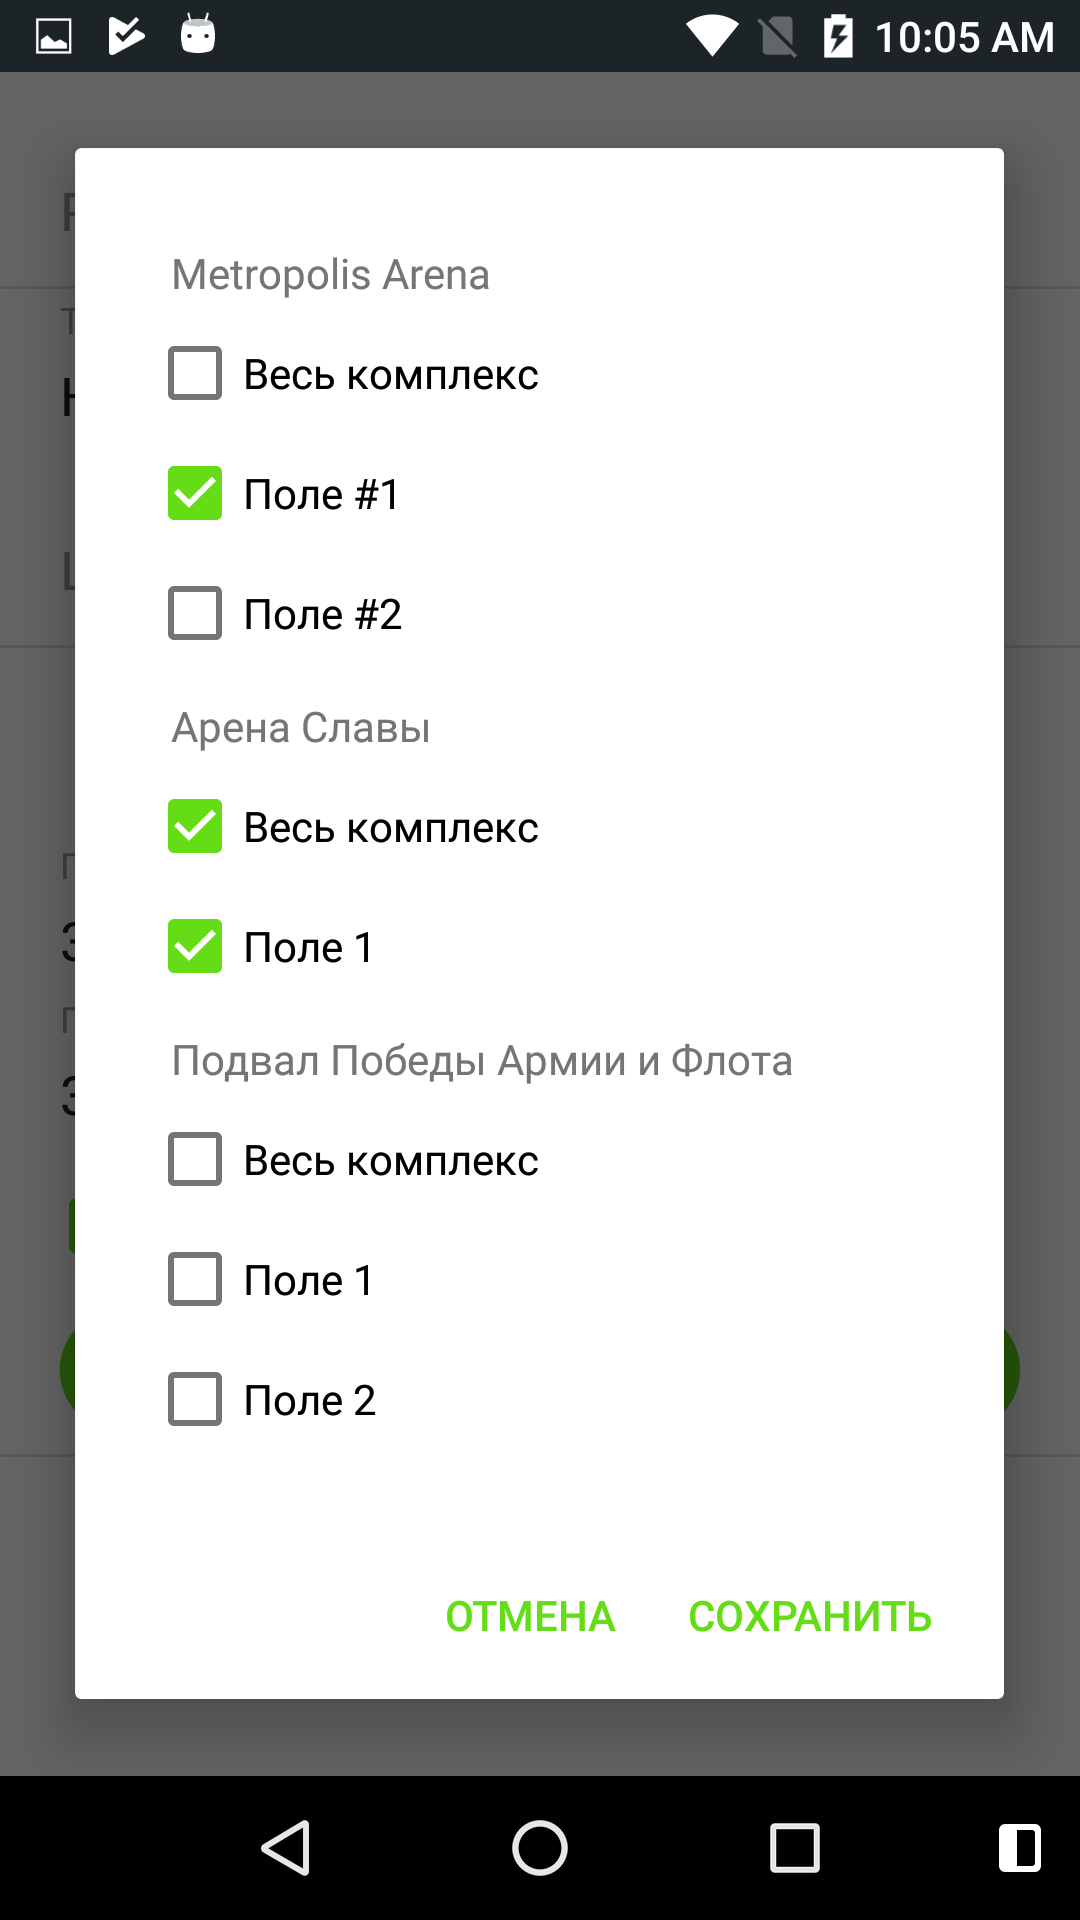 10:05 AM
Metropolis Arena
Весь комплекс
Поле #1
Поле #2
Арена Славы
Весь комплекс
Поле 1
Подвал Победы Армии и Флота
Весь комплекс
Поле 1
Поле 2
ОТМЕНА СОХРАНИТЬ